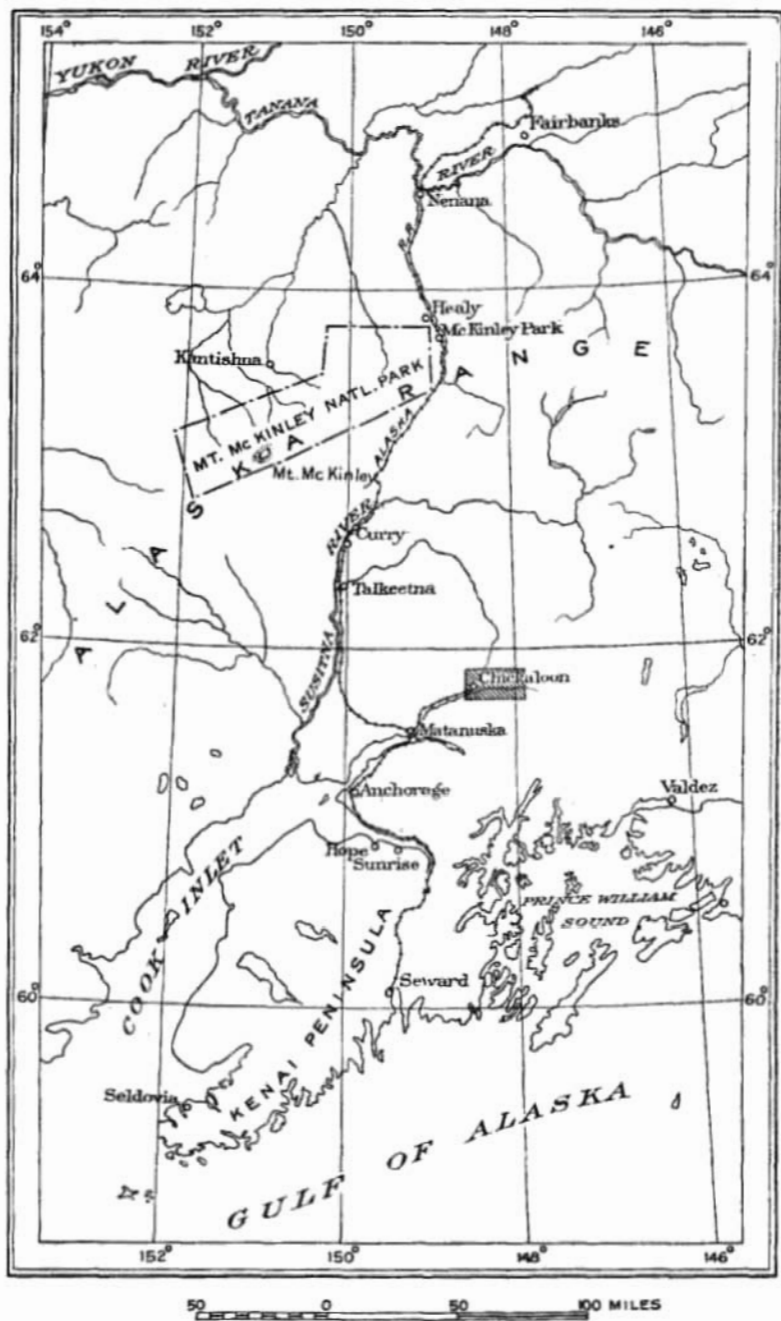 154° 152° 150° 148° 146°
YUKON RIVER
TANANA
Fairbanks
RIVER
Nenana
R.R.
64° 64°
Healy
McKinley Park
Kantishna
ALASKA RANGE
MT. McKINLEY NATL. PARK
ALASKA
Mt. McKinley
RIVER
Curry
Talkeetna
62° 62°
SUSITNA
Chickaloon
Matanuska
Anchorage
Valdez
Hope
Sunrise
COOK INLET
PRINCE WILLIAM
SOUND
KENAI PENINSULA
Seward
60° 60°
Seldovia
GULF OF ALASKA
152° 150° 148° 146°
50 0 50 100 MILES